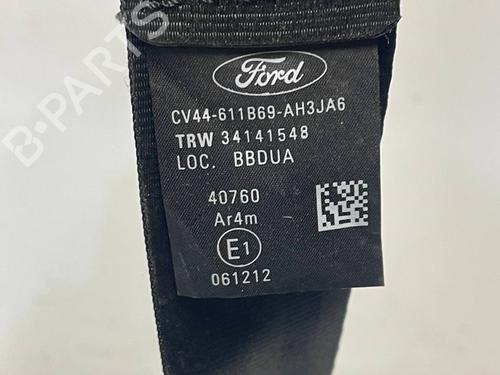 Ford
CV44-611B69-AH3JA6
TRW 34141548
LOC. BBDUA
40760
Ar4m
E1
061212
B-PARTS